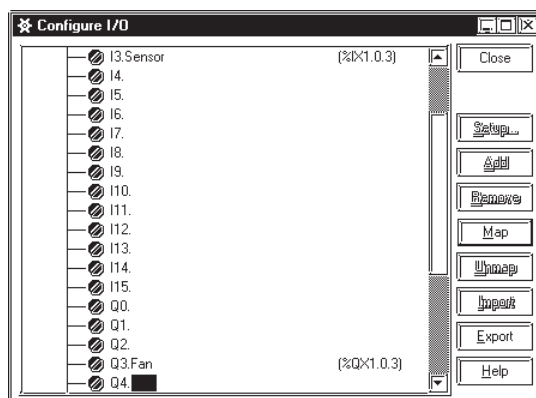 Configure I/O
I3.Sensor (%IX1.0.3)
I4.
I5.
I6.
I7.
I8.
I9.
I10.
I11.
I12.
I13.
I14.
I15.
Q0.
Q1.
Q2.
Q3.Fan (%QX1.0.3)
Q4.
Close
Setup...
Add
Remove
Map
Unmap
Import
Export
Help